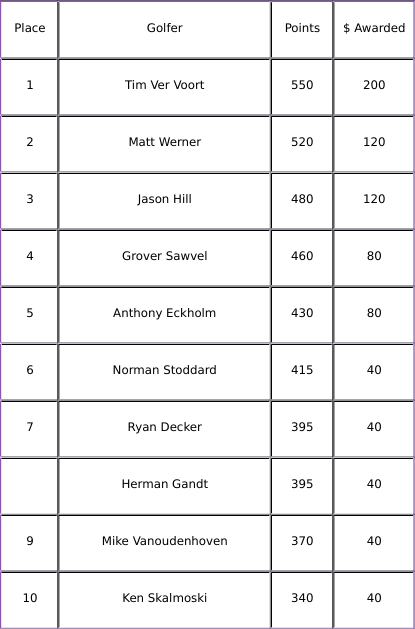 Place Golfer Points $ Awarded
1 Tim Ver Voort 550 200
2 Matt Werner 520 120
3 Jason Hill 480 120
4 Grover Sawvel 460 80
5 Anthony Eckholm 430 80
6 Norman Stoddard 415 40
7 Ryan Decker 395 40
Herman Gandt 395 40
9 Mike Vanoudenhoven 370 40
10 Ken Skalmoski 340 40